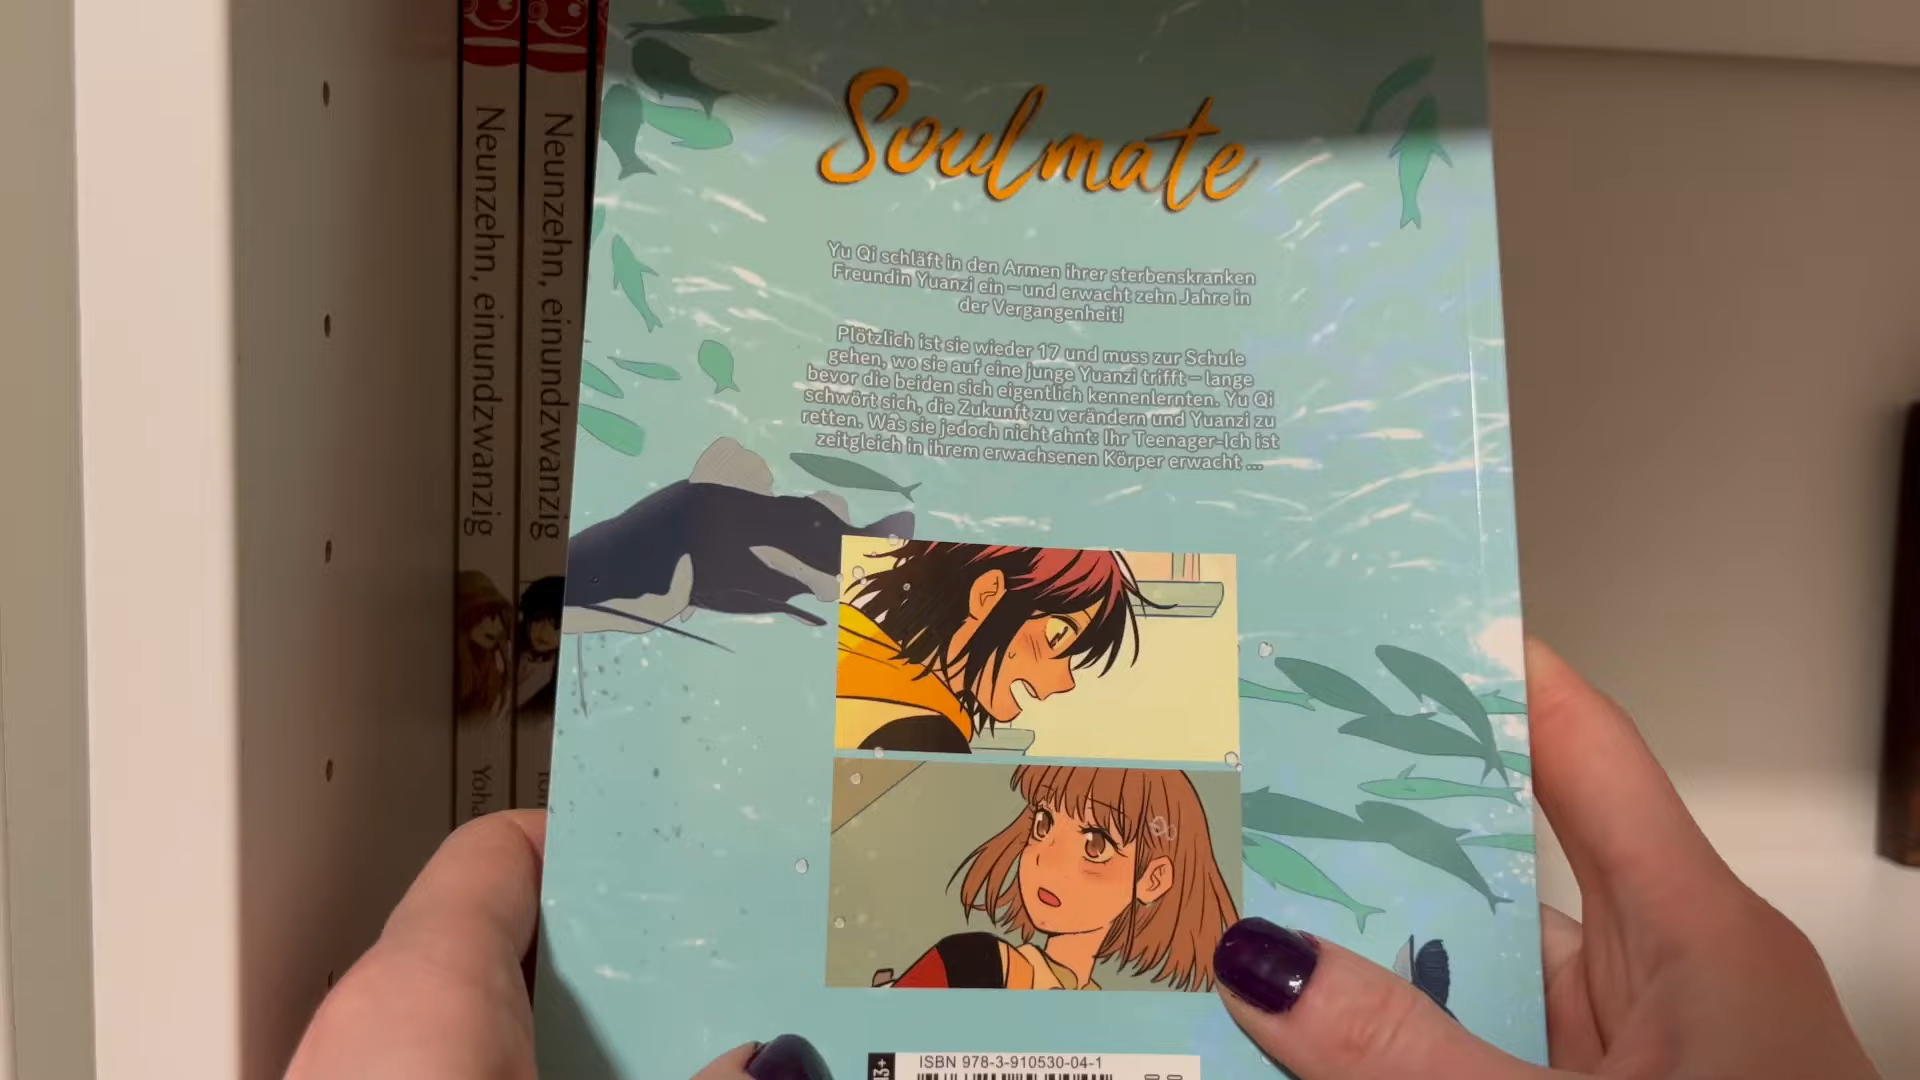 Neunzehn, einundzwanzig
Neunzehn, einundzwanzig
Soulmate
Yu Qi schläft in den Armen ihrer sterbenskranken
Freundin Yuanzi ein – und erwacht zehn Jahre in
der Vergangenheit!
Plötzlich ist sie wieder 17 und muss zur Schule
gehen, wo sie auf eine junge Yuanzi trifft – lange
bevor die beiden sich eigentlich kennenlernten. Yu Qi
schwört sich, die Zukunft zu verändern und Yuanzi zu
retten. Was sie jedoch nicht ahnt: Ihr Teenager-Ich ist
zeitgleich in ihrem erwachsenen Körper erwacht ...
13+
ISBN 978-3-910530-04-1